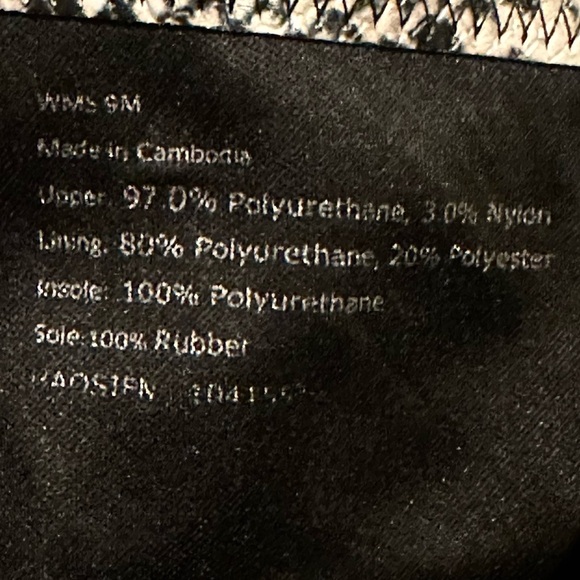 WMS 9M
Made in Cambodia
Upper: 97.0% Polyurethane, 3.0% Nylon
Lining: 80% Polyurethane, 20% Polyester
Insole: 100% Polyurethane
Sole:100% Rubber